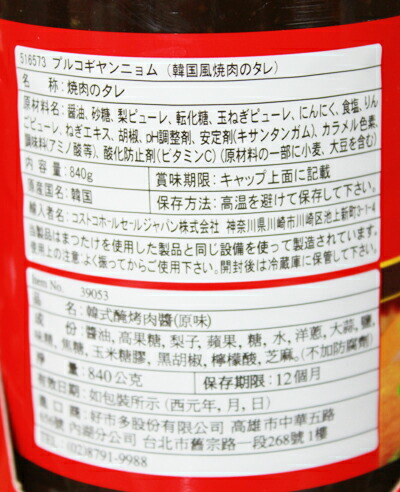 516573 プルコギヤンニョム (韓国風焼肉のタレ)
名　称: 焼肉のタレ
原材料名: 醤油、砂糖、梨ピューレ、転化糖、玉ねぎピューレ、にんにく、食塩、りん
ごピューレ、ねぎエキス、胡椒、pH調整剤、安定剤(キサンタンガム)、カラメル色素、
調味料(アミノ酸等)、酸化防止剤(ビタミンC) (原材料の一部に小麦、大豆を含む)
内容量: 840g 賞味期限: キャップ上面に記載
原産国名: 韓国 保存方法: 高温を避けて保存して下さい。
輸入者名: コストコホールセールジャパン株式会社 神奈川県川崎市川崎区池上新町3-1-4
当製品はまつたけを使用した製品と同じ設備を使って製造されています。
使用上の注意: よく振ってからご使用下さい。開封後は冷蔵庫に保管して下さい。
Item No. 39053
品　名: 韓式醃烤肉醬(原味)
成　份: 醬油, 高果糖, 梨子, 蘋果, 糖, 水, 洋蔥, 大蒜, 鹽,
味精, 焦糖, 玉米糖膠, 黑胡椒, 檸檬酸, 芝麻。(不加防腐劑)
淨　量: 840公克 保存期限: 12個月
有效日期: 如包裝所示 (西元年, 月, 日)
進口商: 好市多股份有限公司 高雄市中華五路
656號 內湖分公司 台北市舊宗路一段268號1樓
TEL: (02)8791-9988